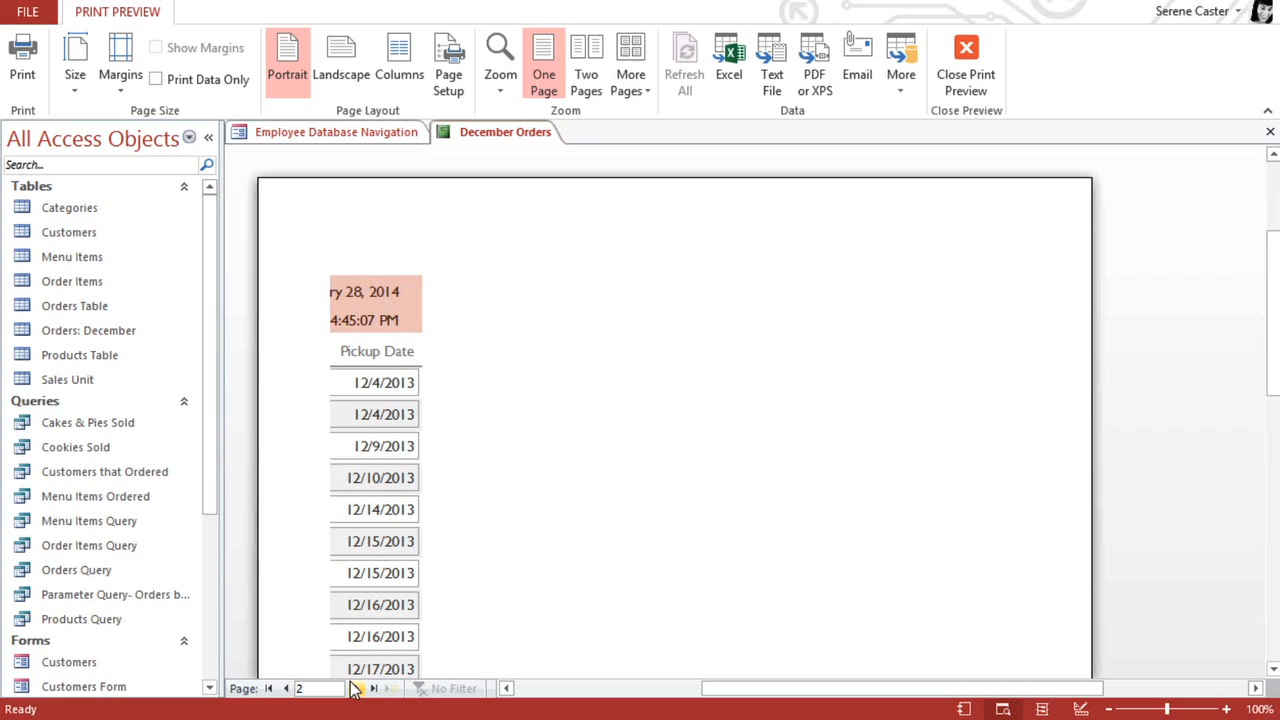 FILE
PRINT PREVIEW
Serene Caster
Print
Size
Margins
Show Margins
Print Data Only
Portrait
Landscape
Columns
Page
Setup
Zoom
One
Page
Two
Pages
More
Pages
Refresh
All
Excel
Text
File
PDF
or XPS
Email
More
Close Print
Preview
Print
Page Size
Page Layout
Zoom
Data
Close Preview
All Access Objects
Employee Database Navigation
December Orders
Search...
Tables
Categories
Customers
Menu Items
Order Items
Orders Table
Orders: December
Products Table
Sales Unit
Queries
Cakes & Pies Sold
Cookies Sold
Customers that Ordered
Menu Items Ordered
Menu Items Query
Order Items Query
Orders Query
Parameter Query- Orders b...
Products Query
Forms
Customers
Customers Form
ry 28, 2014
4:45:07 PM
Pickup Date
12/4/2013
12/4/2013
12/9/2013
12/10/2013
12/14/2013
12/15/2013
12/15/2013
12/16/2013
12/16/2013
12/17/2013
Page: 2
No Filter
Ready
100%